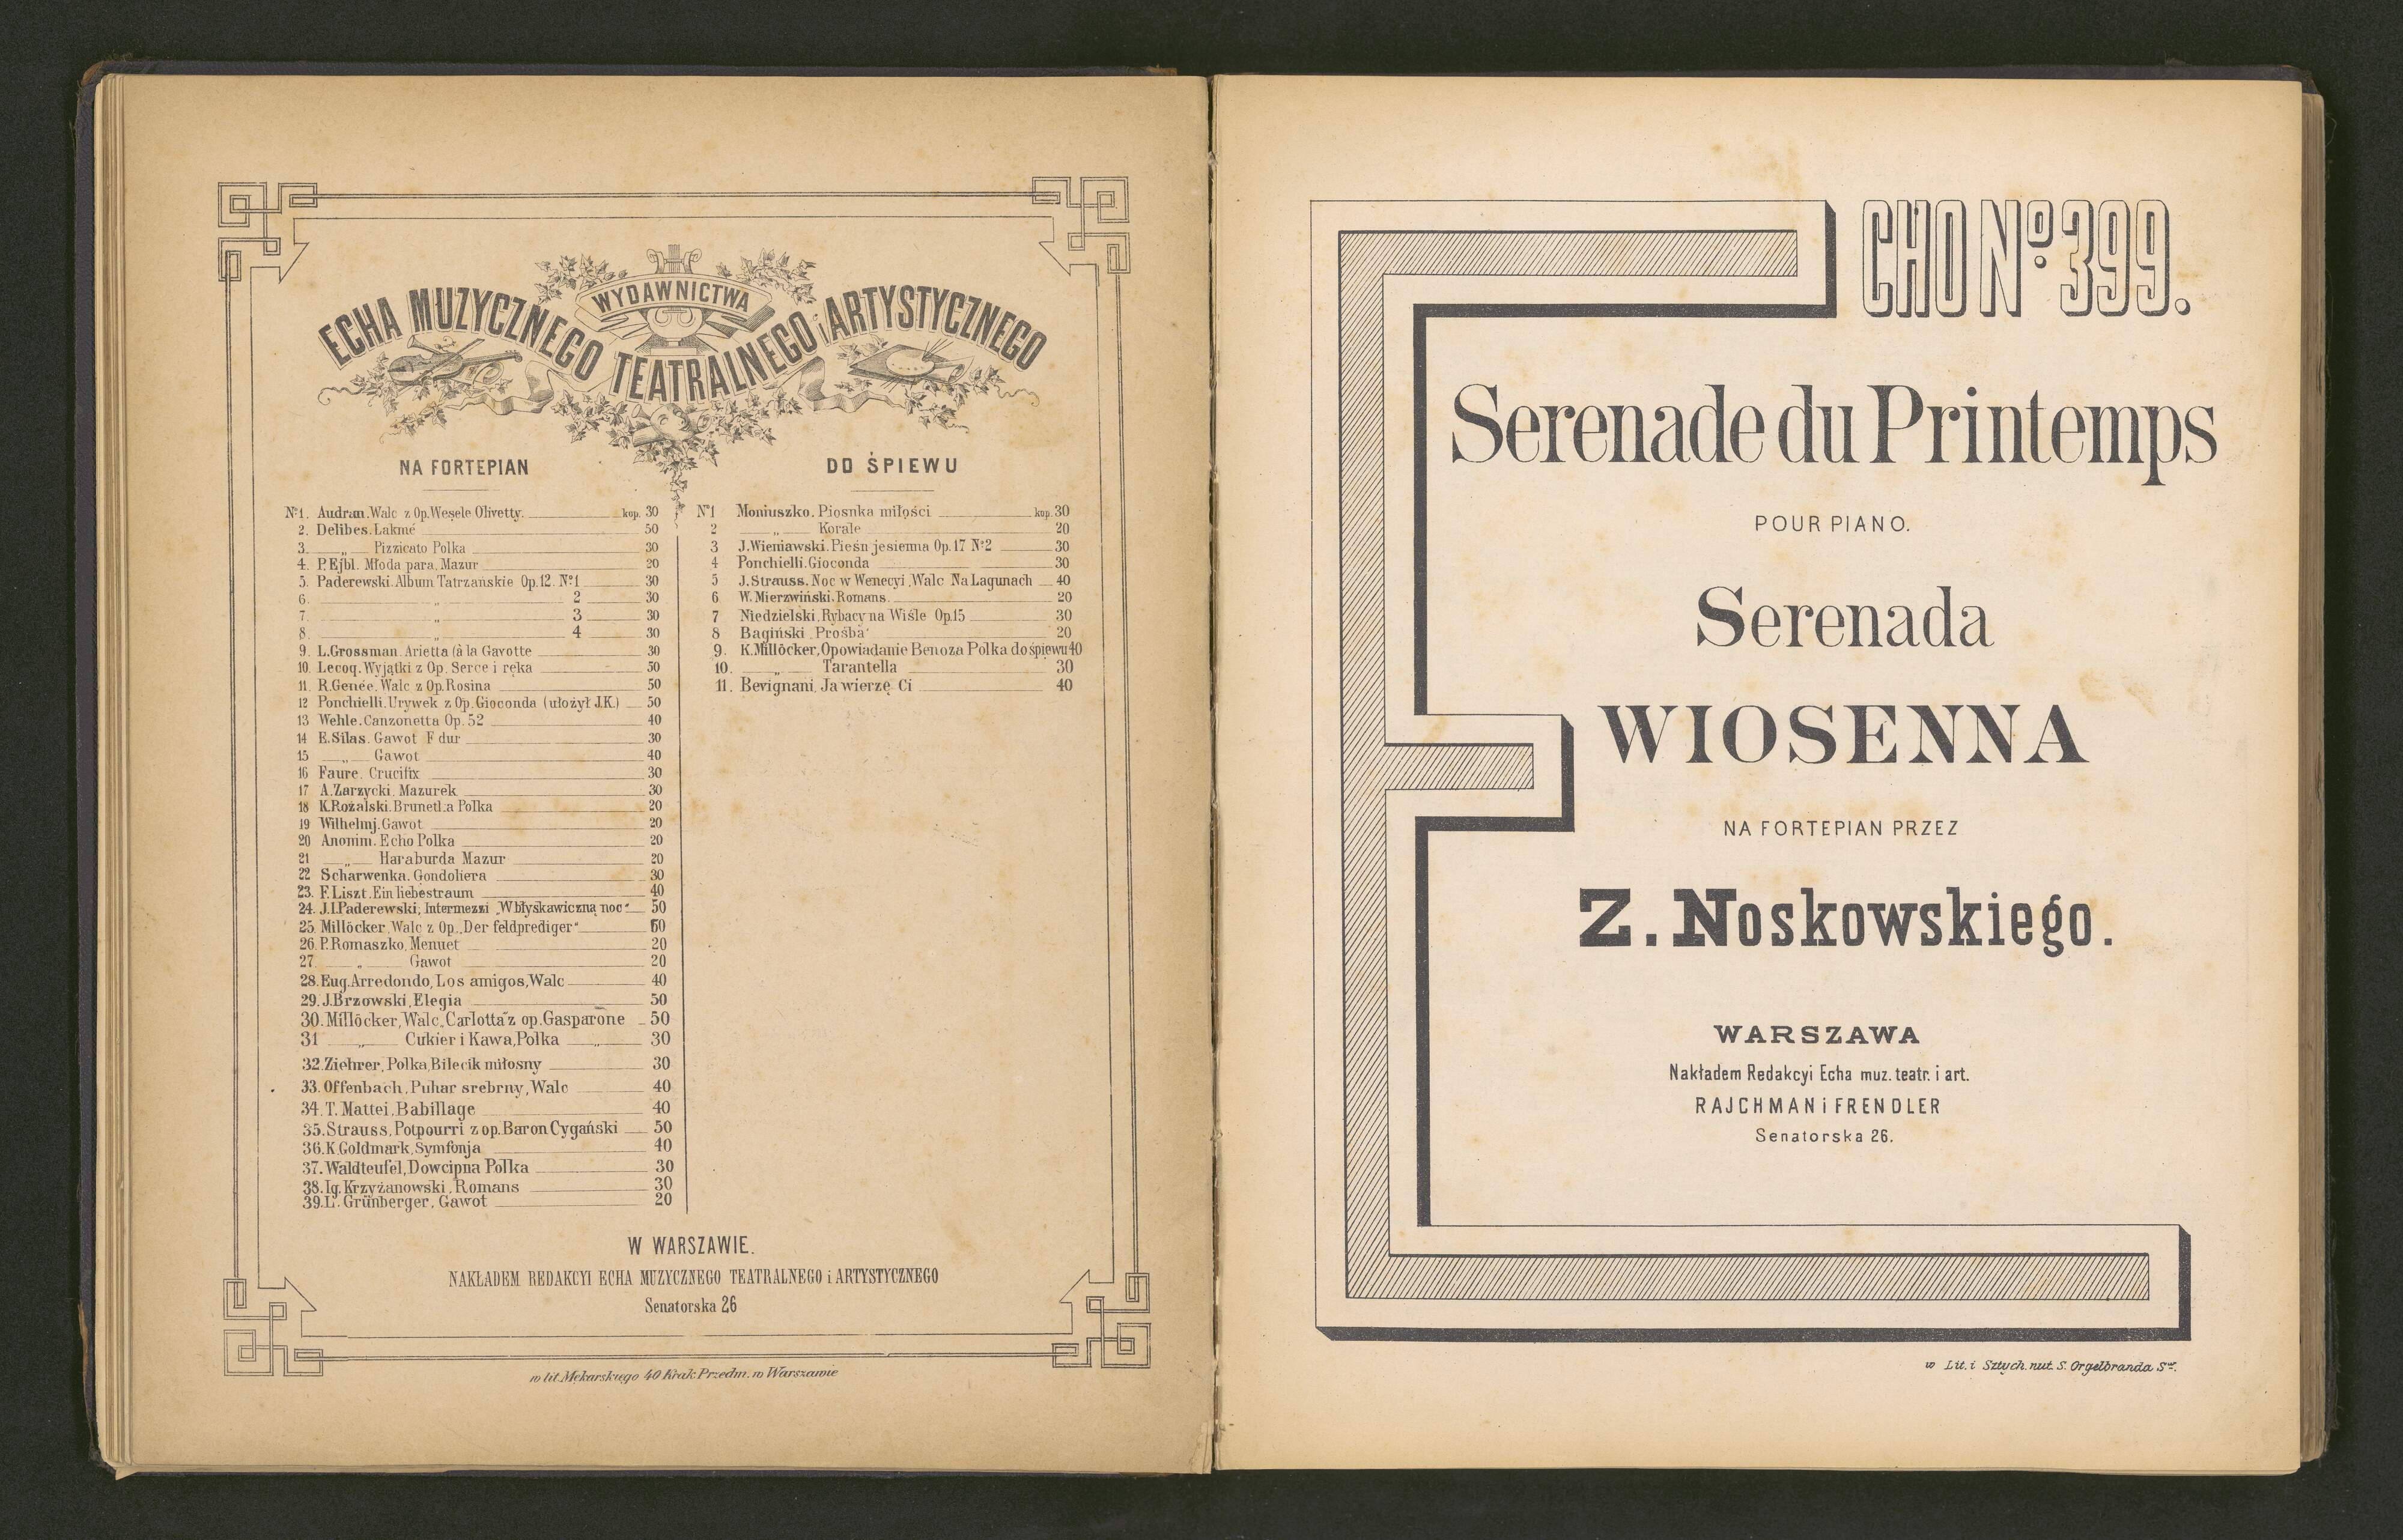 WYDAWNICTWA
ECHA MUZYCZNEGO TEATRALNEGO i ARTYSTYCZNEGO
NA FORTEPIAN
Nº1. Audran. Walc z Op. Wesele Olivetty. kop. 30
2. Delibes. Lakmé 50
3. „ Pizzicato Polka 30
4. P. Ejbl. Młoda para, Mazur 20
5. Paderewski. Album Tatrzańskie Op. 12. Nº1 30
6. „ 2 30
7. „ 3 30
8. „ 4 30
9. L. Grossman. Arietta (à la Gavotte 30
10. Lecoq. Wyjątki z Op. Serce i ręka 50
11. R. Genée. Walc z Op. Rosina 50
12 Ponchielli. Urywek z Op. Gioconda (ułożył J.K.) 50
13 Wehle. Canzonetta Op. 52 40
14 E. Silas. Gawot F dur 30
15 „ Gawot 40
16 Faure. Crucifix 30
17 A. Zarzycki. Mazurek 30
18 K. Rożalski. Brunetka Polka 20
19 Wilhelmj. Gawot 20
20 Anonim. Echo Polka 20
21 „ Haraburda Mazur 20
22 Scharwenka. Gondoliera 30
23. F. Liszt. Ein liebestraum 40
24. J. I. Paderewski, Intermezzi „W błyskawiczną noc" 50
25. Millöcker. Walc z Op. „Der feldprediger" 60
26. P. Romaszko, Menuet 20
27. „ Gawot 20
28. Eug. Arredondo, Los amigos, Walc 40
29. J. Brzowski, Elegia 50
30. Millöcker, Walc „Carlotta" z op. Gasparone 50
31 „ Cukier i Kawa, Polka „ 30
32. Ziehrer, Polka, Bilecik miłosny 30
33. Offenbach, Puhar srebrny, Walc 40
34. T. Mattei, Babillage 40
35. Strauss, Potpourri z op. Baron Cygański 50
36. K. Goldmark, Symfonja 40
37. Waldteufel, Dowcipna Polka 30
38. Ig. Krzyżanowski, Romans 30
39. L. Grünberger, Gawot 20
DO ŚPIEWU
Nº1 Moniuszko. Piosnka miłości kop. 30
2 „ Korale 20
3 J. Wieniawski. Pieśń jesienna Op. 17 Nº2 30
4 Ponchielli. Gioconda 30
5 J. Strauss. Noc w Wenecyi, Walc Na Lagunach 40
6 W. Mierzwiński. Romans. 20
7 Niedzielski. Rybacy na Wiśle Op. 15 30
8 Bagiński „Prośba" 20
9. K. Millöcker, Opowiadanie Benoza Polka do śpiewu 40
10. „ Tarantella 30
11. Bevignani, Ja wierzę Ci 40
W WARSZAWIE.
NAKŁADEM REDAKCYI ECHA MUZYCZNEGO TEATRALNEGO i ARTYSTYCZNEGO
Senatorska 26
w lit. Mękarskiego 40 Krak. Przedm. w Warszawie
ECHO Nº 399.
Serenade du Printemps
POUR PIANO.
Serenada
WIOSENNA
NA FORTEPIAN PRZEZ
Z. Noskowskiego.
WARSZAWA
Nakładem Redakcyi Echa muz. teatr. i art.
RAJCHMAN i FRENDLER
Senatorska 26.
w Lit. i Sztych. nut. S. Orgelbranda Sów.